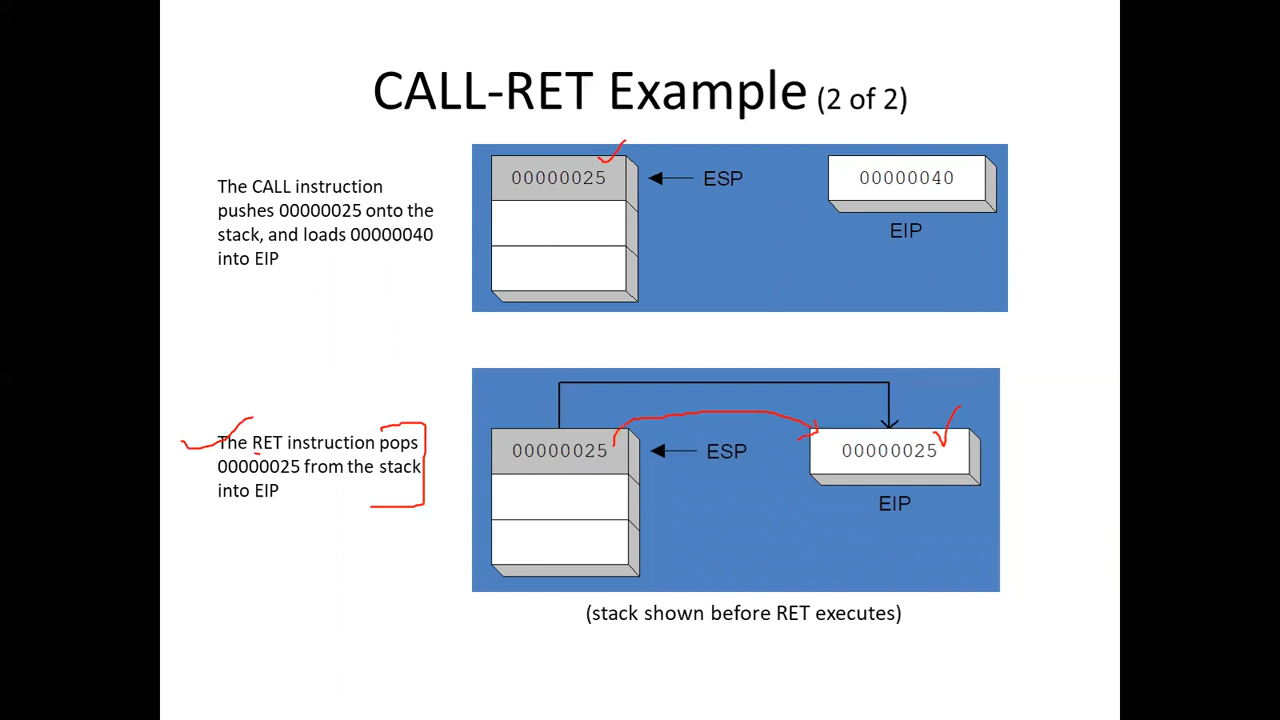 CALL-RET Example (2 of 2)
The CALL instruction
pushes 00000025 onto the
stack, and loads 00000040
into EIP
00000025
ESP
00000040
EIP
The RET instruction pops
00000025 from the stack
into EIP
00000025
ESP
00000025
EIP
(stack shown before RET executes)